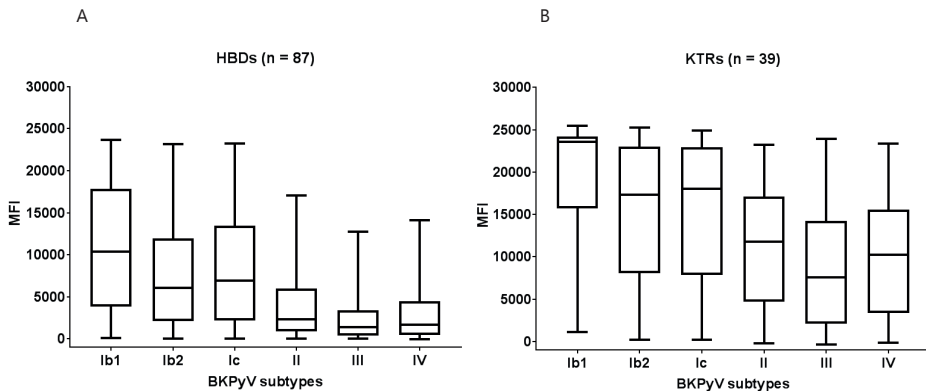 A
HBDs (n = 87)
30000
25000
20000
15000
10000
5000
0
MFI
Ib1 Ib2 Ic II III IV
BKPyV subtypes
B
KTRs (n = 39)
30000
25000
20000
15000
10000
5000
0
MFI
Ib1 Ib2 Ic II III IV
BKPyV subtypes